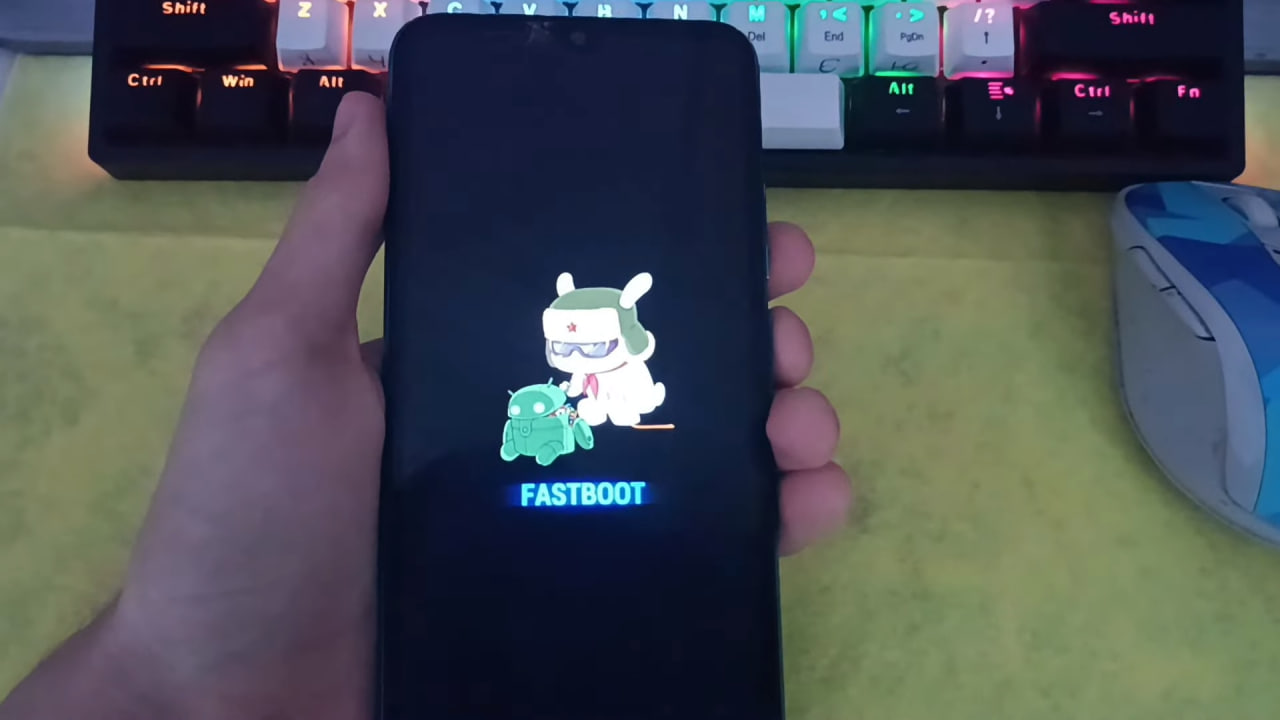 Shift Z X C V B N M Del < End > PgDn /? Shift
Ctrl Win Alt Alt Ctrl Fn
FASTBOOT